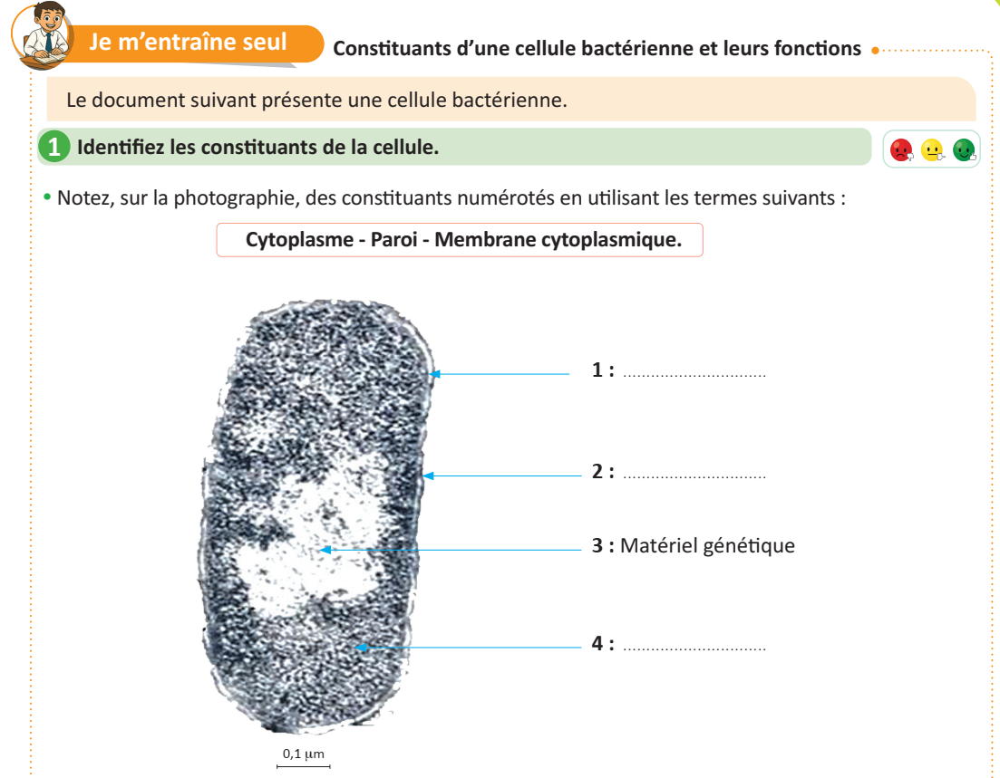 Je m'entraîne seul
Constituants d'une cellule bactérienne et leurs fonctions
Le document suivant présente une cellule bactérienne.
1 Identifiez les constituants de la cellule.
• Notez, sur la photographie, des constituants numérotés en utilisant les termes suivants :
Cytoplasme - Paroi - Membrane cytoplasmique.
1 : ...............................
2 : ...............................
3 : Matériel génétique
4 : ...............................
0,1 µm